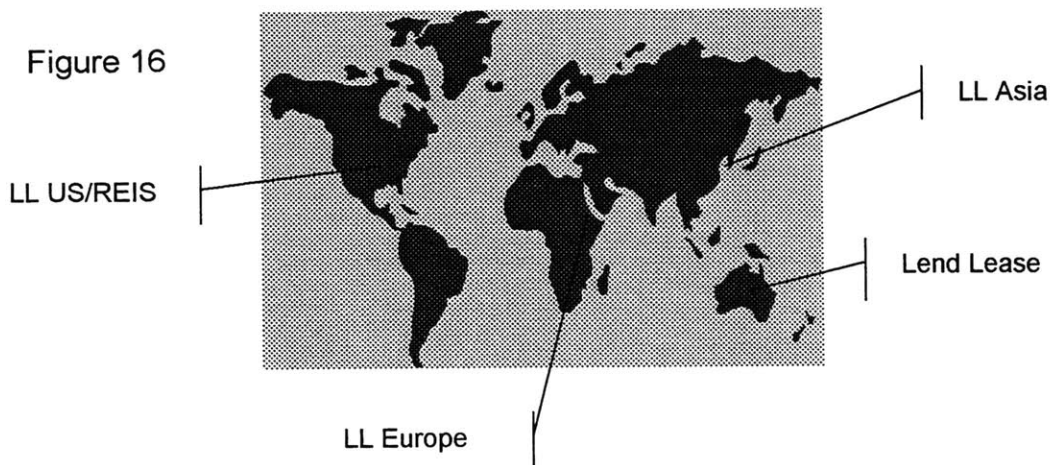 Figure 16
LL Asia
LL US/REIS
Lend Lease
LL Europe